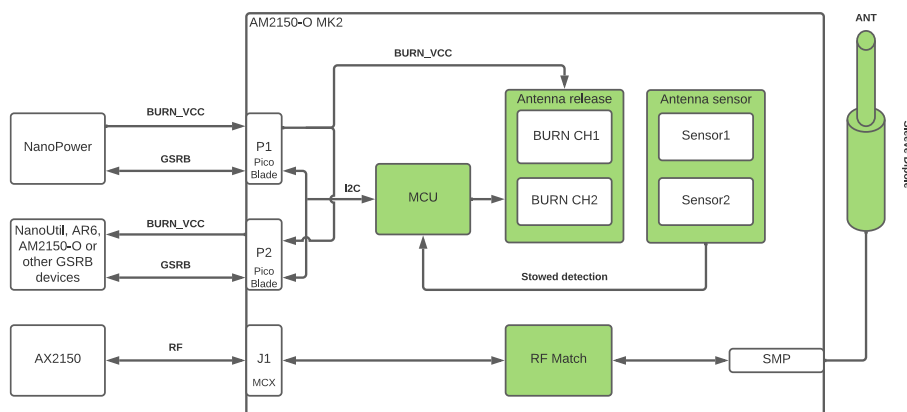 AM2150-O MK2
ANT
BURN_VCC
BURN_VCC
Antenna release
Antenna sensor
NanoPower
P1
Pico
Blade
GSRB
BURN CH1
Sensor1
I2C
MCU
BURN CH2
Sensor2
Sleeve Dipole
NanoUtil, AR6,
AM2150-O or
other GSRB
devices
BURN_VCC
P2
Pico
Blade
GSRB
Stowed detection
AX2150
RF
J1
MCX
RF Match
SMP